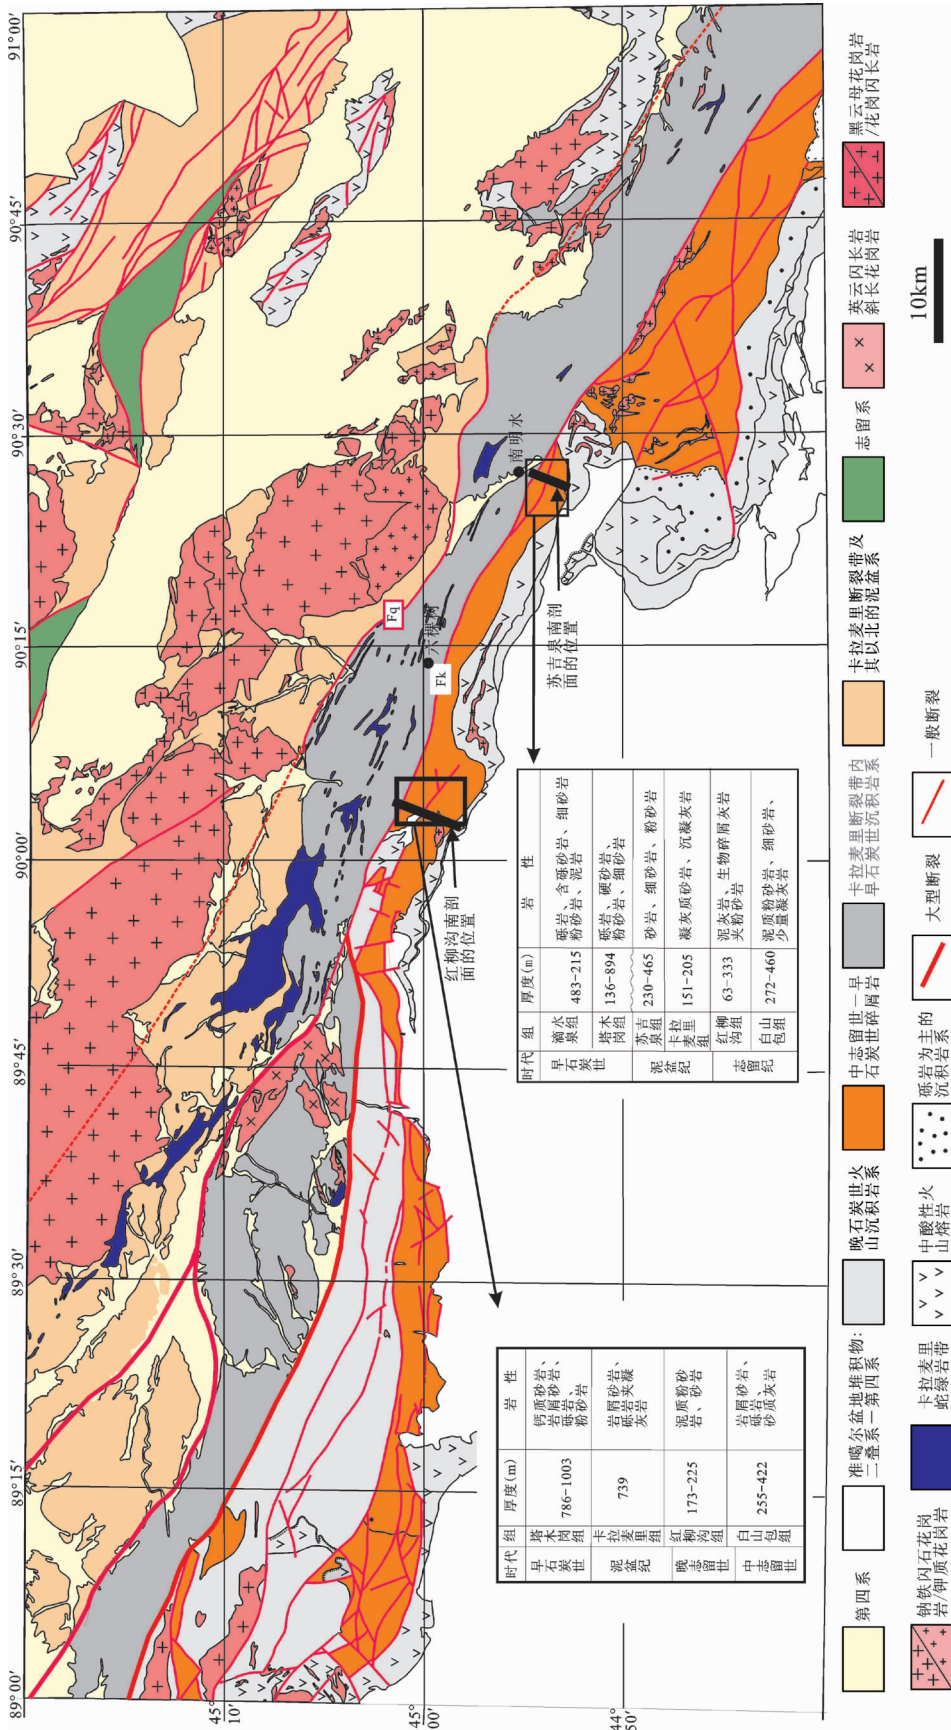 89°00′
89°15′
89°30′
89°45′
90°00′
90°15′
90°30′
90°45′
91°00′
45°
10′
45°
00′
44°
50′
Fq
Fk
南明水
红柳沟南剖
面的位置
苏吉泉南剖
面的位置
时代 组 厚度(m) 岩 性
早石炭世 塔木岗组 786-1003 钙质砂岩、岩屑砂岩、砾岩、粉砂岩
泥盆纪 卡拉麦里组 739 岩屑砂岩、砾岩夹凝灰岩
晚志留世 红柳沟组 173-225 泥质粉砂岩、砂岩
中志留世 白山包组 255-422 岩屑砂岩、砾岩、砂质灰岩
时代 组 厚度(m) 岩 性
早石炭世 滴水泉组 483-215 砾岩、含砾砂岩、细砂岩粉砂岩、泥岩
塔木岗组 136-894 砾岩、硬砂岩、粉砂岩、细砂岩
泥盆纪 苏吉泉组 230-465 砂岩、细砂岩、粉砂岩
卡拉麦里组 151-205 凝灰质砂岩、沉凝灰岩
志留纪 红柳沟组 63-333 泥灰岩、生物碎屑灰岩夹粉砂岩
白山包组 272-460 泥质粉砂岩、细砂岩、少量凝灰岩
第四系
准噶尔盆地堆积物:
二叠系—第四系
晚石炭世火
山沉积岩系
中志留世—早
石炭世碎屑岩
卡拉麦里断裂带内
早石炭世沉积岩系
卡拉麦里断裂带及
其以北的泥盆系
志留系
英云闪长岩
斜长花岗岩
黑云母花岗岩
/花岗闪长岩
钠铁闪石花岗
岩/钾质花岗岩
卡拉麦里
蛇绿岩带
中酸性火
山熔岩
砾岩为主的
沉积岩系
大型断裂
一般断裂
10km